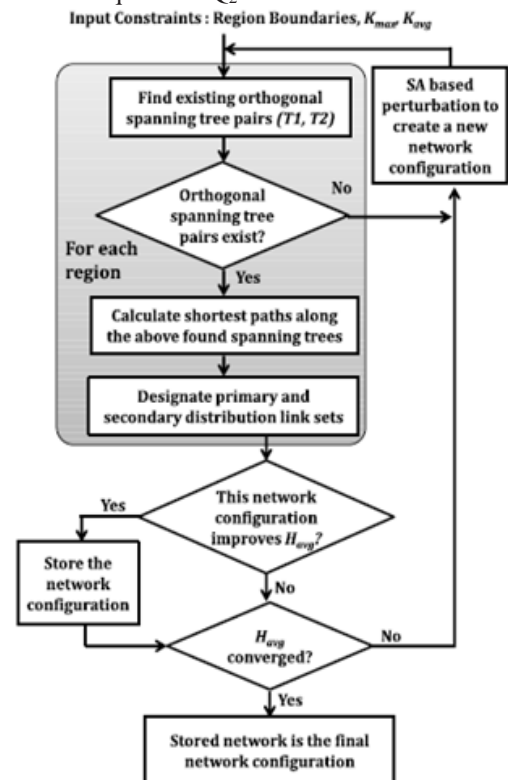 Q2
Input Constraints : Region Boundaries, Kmax, Kavg
Find existing orthogonal
spanning tree pairs (T1, T2)
SA based
perturbation to
create a new
network
configuration
Orthogonal
spanning tree
pairs exist?
No
For each
region
Yes
Calculate shortest paths along
the above found spanning trees
Designate primary and
secondary distribution link sets
This network
configuration
improves Havg?
Yes
Store the
network
configuration
No
Havg
converged?
No
Yes
Stored network is the final
network configuration